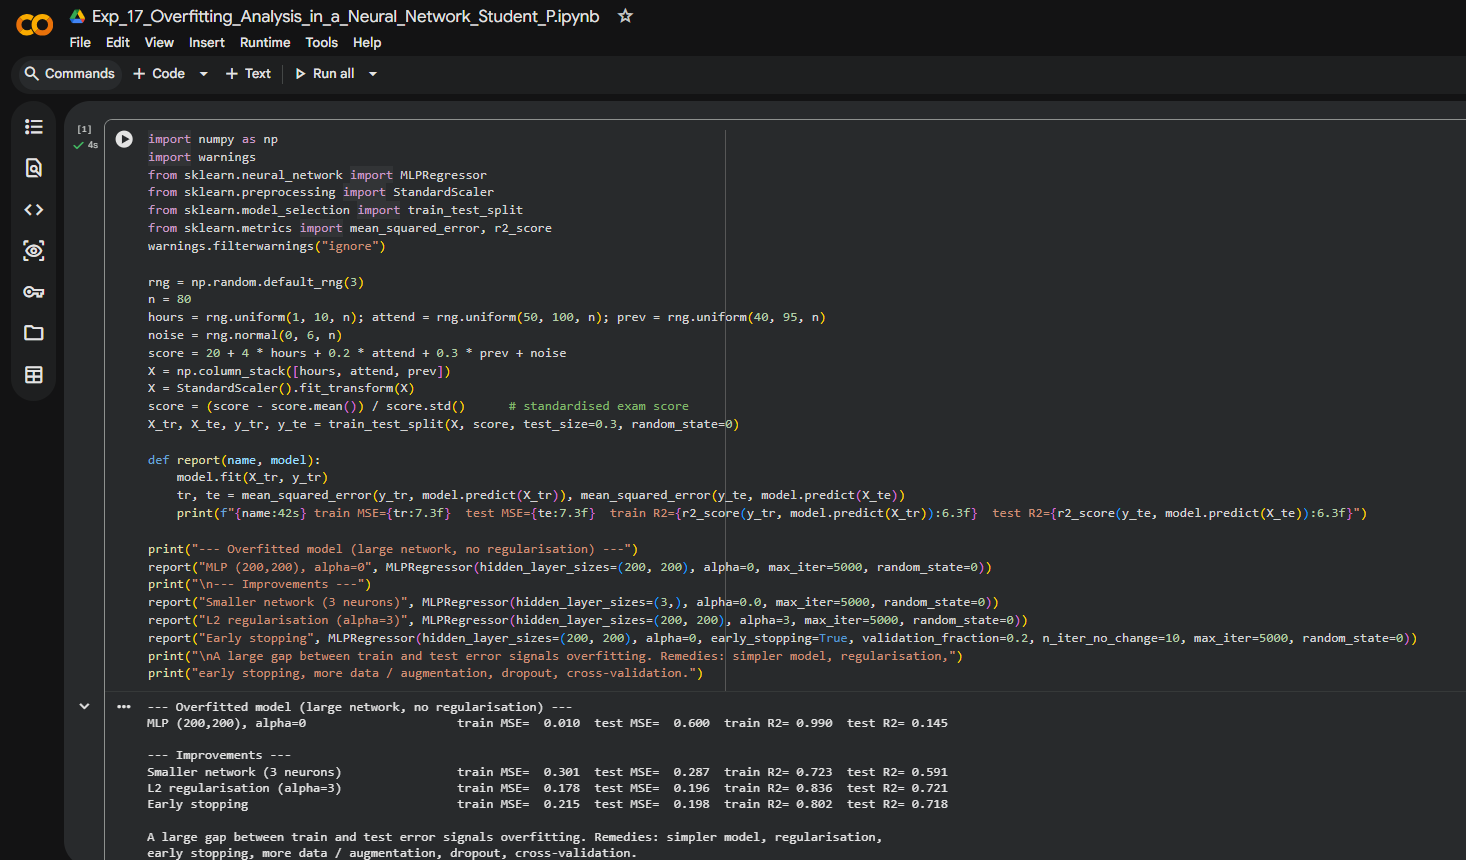 Exp_17_Overfitting_Analysis_in_a_Neural_Network_Student_P.ipynb
File Edit View Insert Runtime Tools Help
Commands + Code + Text Run all
[1]
4s
import numpy as np
import warnings
from sklearn.neural_network import MLPRegressor
from sklearn.preprocessing import StandardScaler
from sklearn.model_selection import train_test_split
from sklearn.metrics import mean_squared_error, r2_score
warnings.filterwarnings("ignore")
rng = np.random.default_rng(3)
n = 80
hours = rng.uniform(1, 10, n); attend = rng.uniform(50, 100, n); prev = rng.uniform(40, 95, n)
noise = rng.normal(0, 6, n)
score = 20 + 4 * hours + 0.2 * attend + 0.3 * prev + noise
X = np.column_stack([hours, attend, prev])
X = StandardScaler().fit_transform(X)
score = (score - score.mean()) / score.std()      # standardised exam score
X_tr, X_te, y_tr, y_te = train_test_split(X, score, test_size=0.3, random_state=0)
def report(name, model):
    model.fit(X_tr, y_tr)
    tr, te = mean_squared_error(y_tr, model.predict(X_tr)), mean_squared_error(y_te, model.predict(X_te))
    print(f"{name:42s} train MSE={tr:7.3f}  test MSE={te:7.3f}  train R2={r2_score(y_tr, model.predict(X_tr)):6.3f}  test R2={r2_score(y_te, model.predict(X_te)):6.3f}")
print("--- Overfitted model (large network, no regularisation) ---")
report("MLP (200,200), alpha=0", MLPRegressor(hidden_layer_sizes=(200, 200), alpha=0, max_iter=5000, random_state=0))
print("\n--- Improvements ---")
report("Smaller network (3 neurons)", MLPRegressor(hidden_layer_sizes=(3,), alpha=0.0, max_iter=5000, random_state=0))
report("L2 regularisation (alpha=3)", MLPRegressor(hidden_layer_sizes=(200, 200), alpha=3, max_iter=5000, random_state=0))
report("Early stopping", MLPRegressor(hidden_layer_sizes=(200, 200), alpha=0, early_stopping=True, validation_fraction=0.2, n_iter_no_change=10, max_iter=5000, random_state=0))
print("\nA large gap between train and test error signals overfitting. Remedies: simpler model, regularisation,")
print("early stopping, more data / augmentation, dropout, cross-validation.")
--- Overfitted model (large network, no regularisation) ---
MLP (200,200), alpha=0                     train MSE=  0.010  test MSE=  0.600  train R2= 0.990  test R2= 0.145
--- Improvements ---
Smaller network (3 neurons)                train MSE=  0.301  test MSE=  0.287  train R2= 0.723  test R2= 0.591
L2 regularisation (alpha=3)                train MSE=  0.178  test MSE=  0.196  train R2= 0.836  test R2= 0.721
Early stopping                             train MSE=  0.215  test MSE=  0.198  train R2= 0.802  test R2= 0.718
A large gap between train and test error signals overfitting. Remedies: simpler model, regularisation,
early stopping, more data / augmentation, dropout, cross-validation.